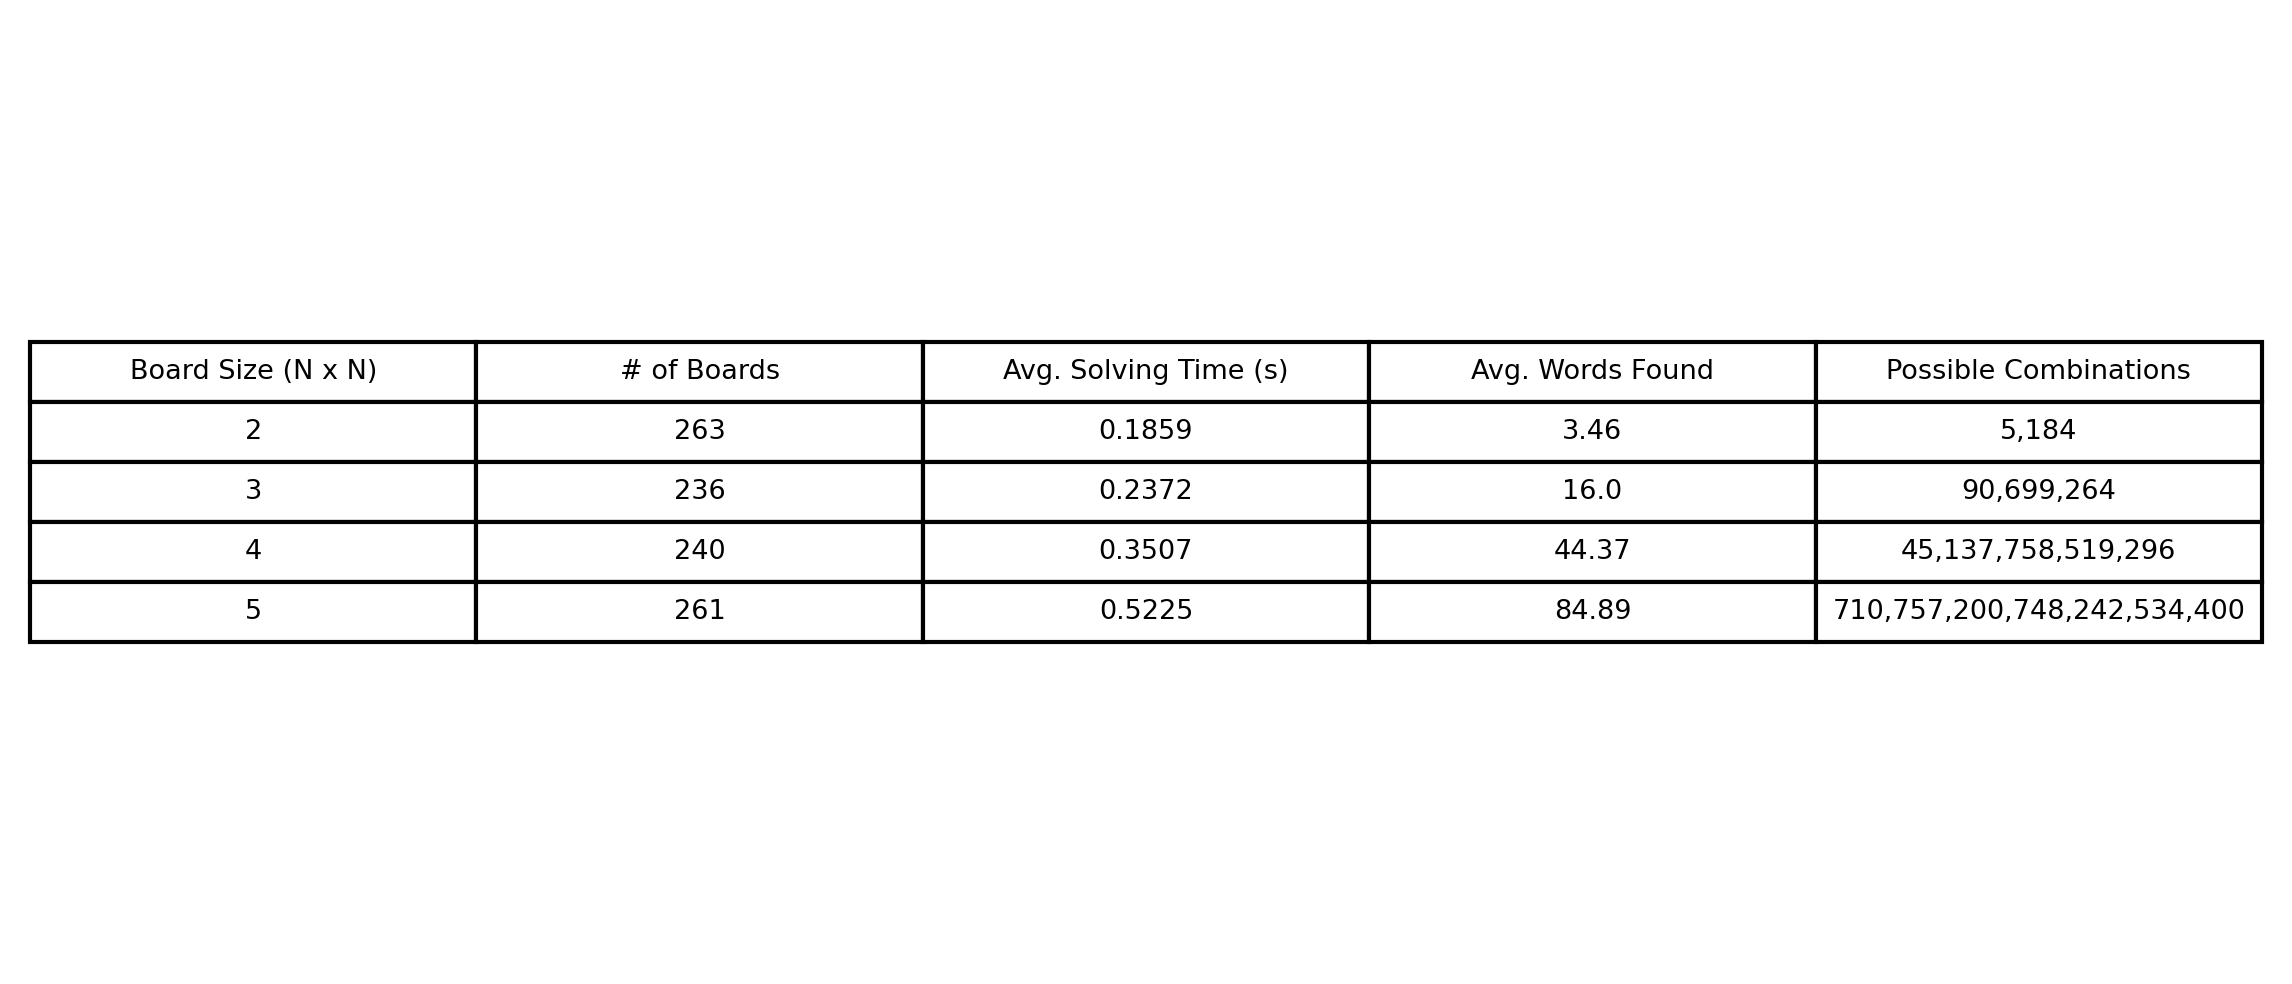 Board Size (N x N) # of Boards Avg. Solving Time (s) Avg. Words Found Possible Combinations
2 263 0.1859 3.46 5,184
3 236 0.2372 16.0 90,699,264
4 240 0.3507 44.37 45,137,758,519,296
5 261 0.5225 84.89 710,757,200,748,242,534,400